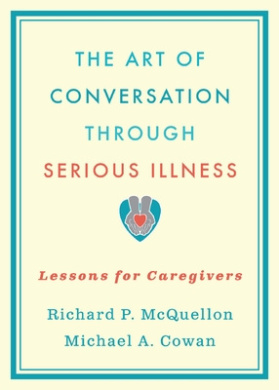 THE ART OF
CONVERSATION
THROUGH
SERIOUS ILLNESS
Lessons for Caregivers
Richard P. McQuellon
Michael A. Cowan